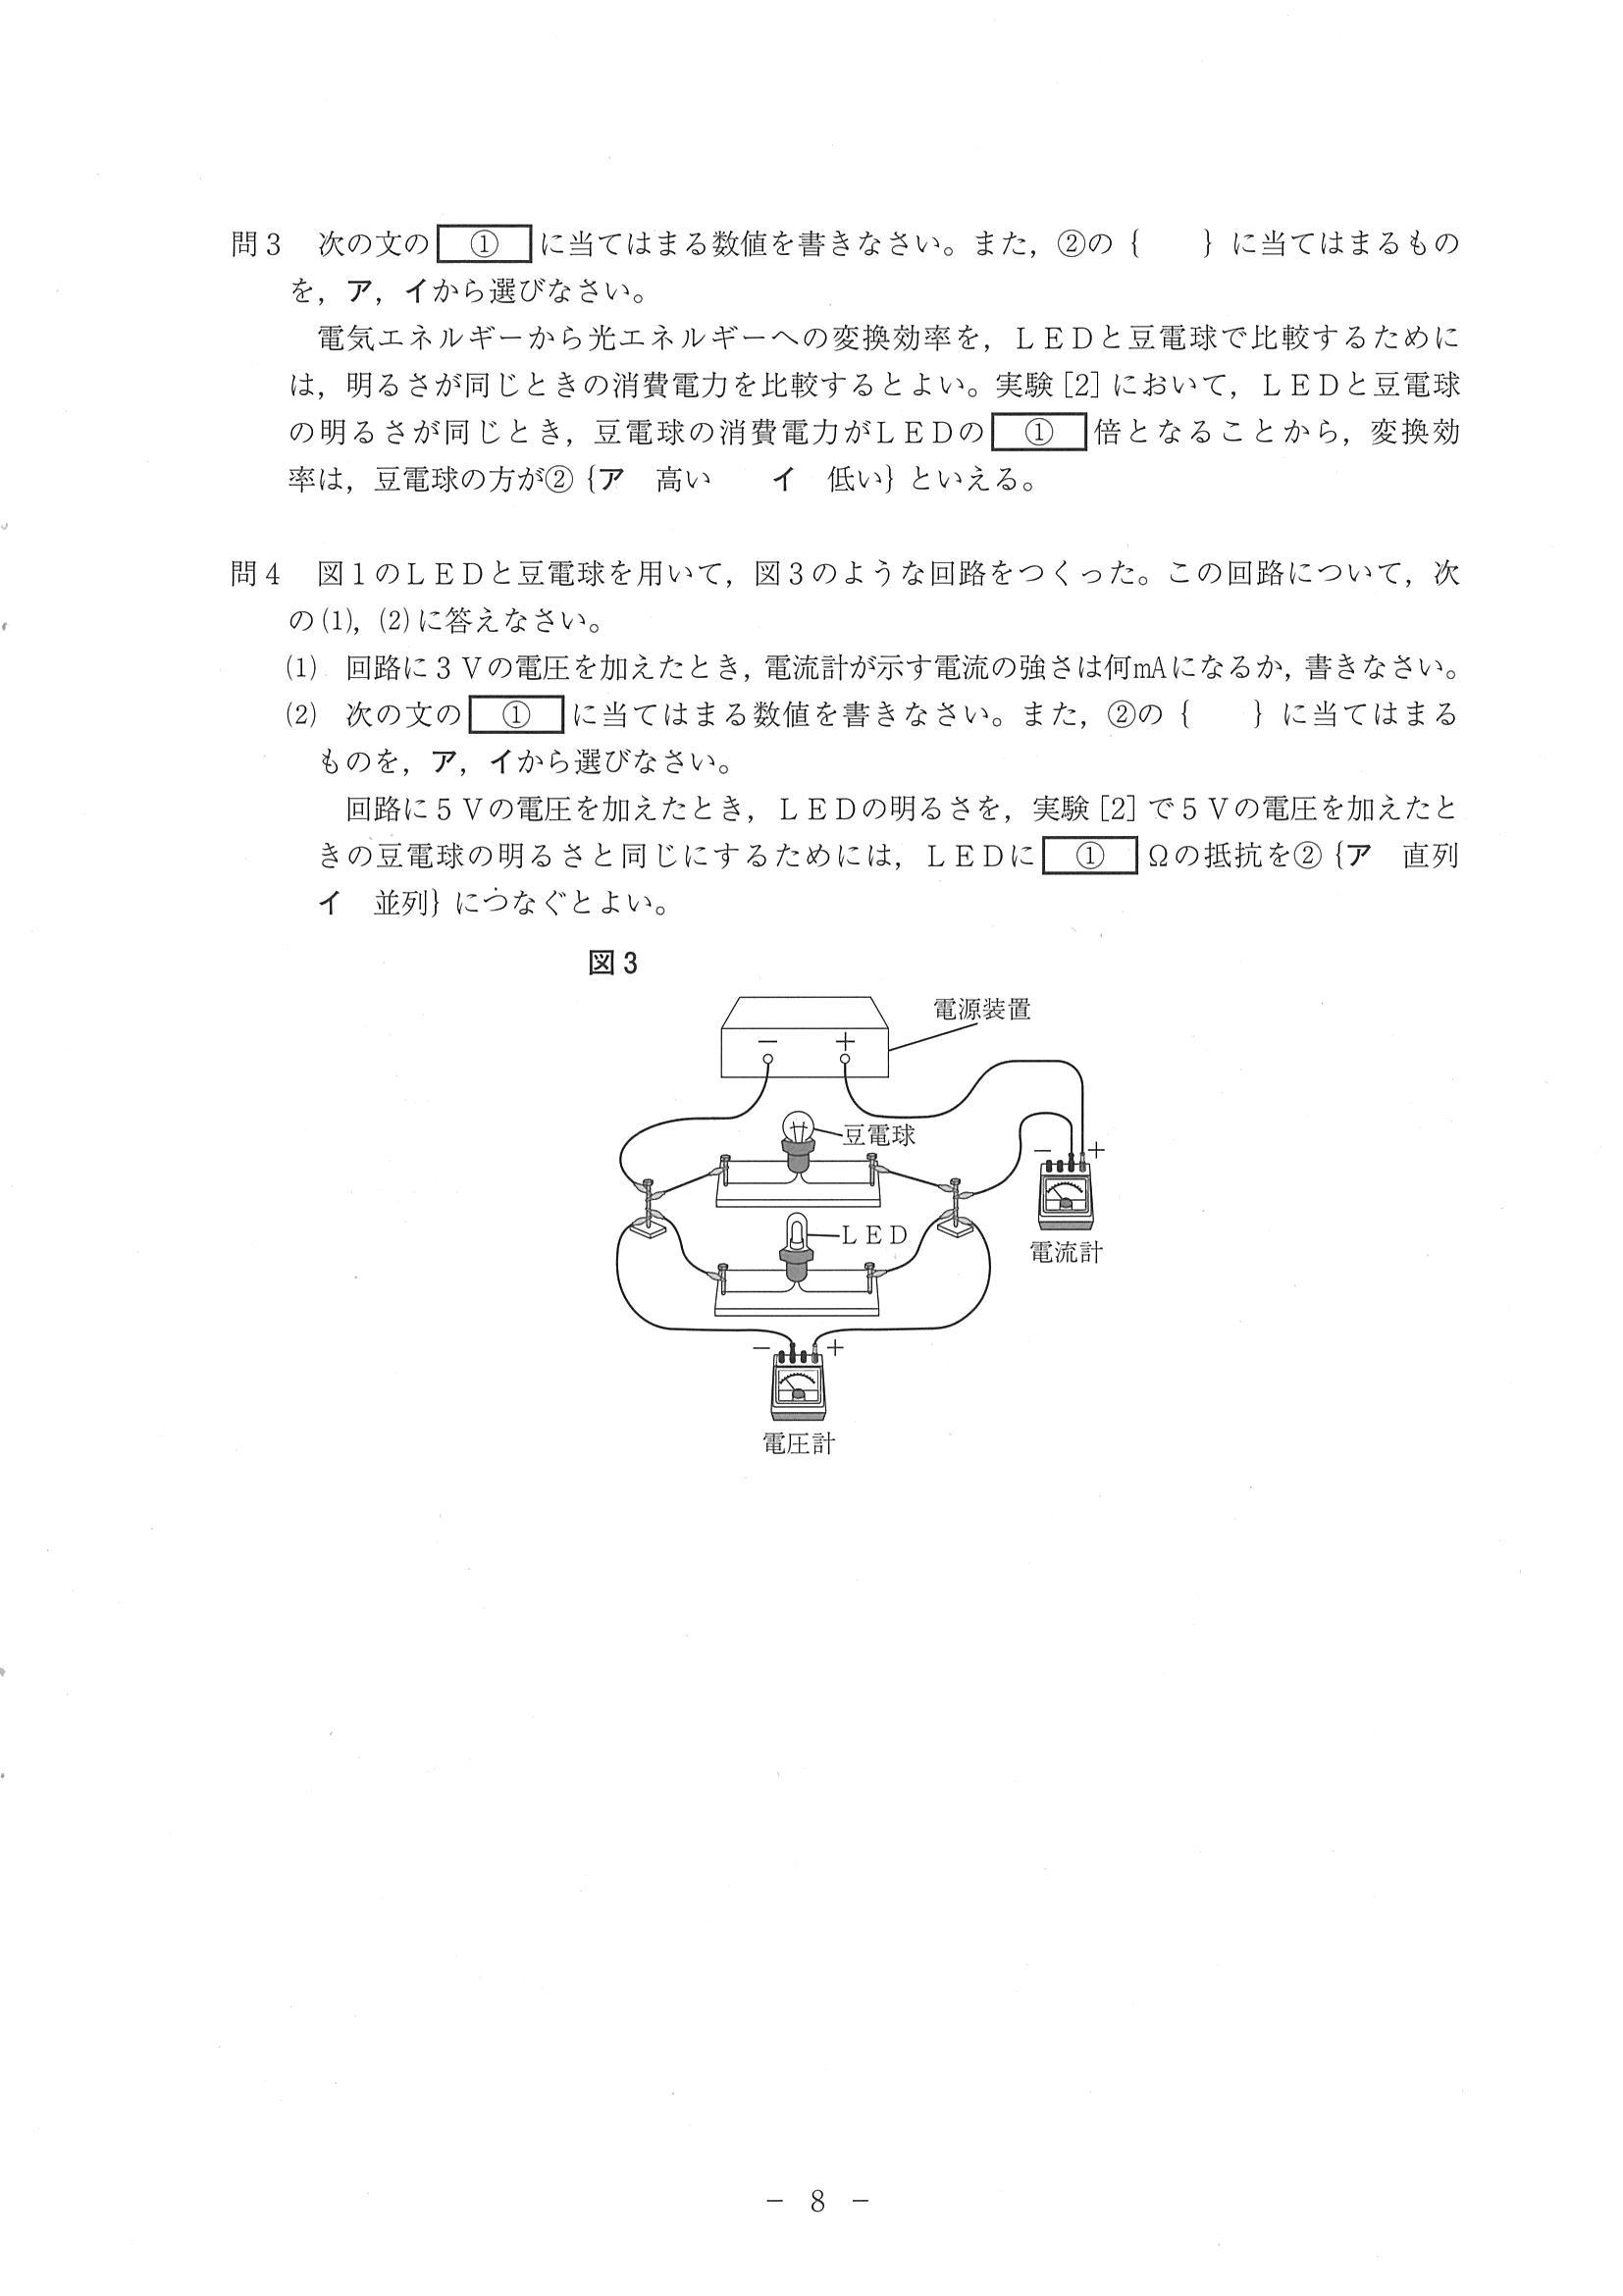 問3　次の文の ① に当てはまる数値を書きなさい。また，②の｛　　｝に当てはまるもの
を，ア，イから選びなさい。
電気エネルギーから光エネルギーへの変換効率を，ＬＥＤと豆電球で比較するために
は，明るさが同じときの消費電力を比較するとよい。実験[2]において，ＬＥＤと豆電球
の明るさが同じとき，豆電球の消費電力がＬＥＤの ① 倍となることから，変換効
率は，豆電球の方が②｛ア　高い　　イ　低い｝といえる。
問4　図1のＬＥＤと豆電球を用いて，図3のような回路をつくった。この回路について，次
の(1)，(2)に答えなさい。
(1)　回路に3Ｖの電圧を加えたとき，電流計が示す電流の強さは何mAになるか，書きなさい。
(2)　次の文の ① に当てはまる数値を書きなさい。また，②の｛　　｝に当てはまる
ものを，ア，イから選びなさい。
回路に5Ｖの電圧を加えたとき，ＬＥＤの明るさを，実験[2]で5Ｖの電圧を加えたと
きの豆電球の明るさと同じにするためには，ＬＥＤに ① Ωの抵抗を②｛ア　直列
イ　並列｝につなぐとよい。
図3
電源装置
－　＋
豆電球
－　＋
ＬＥＤ
電流計
－　＋
電圧計
－ 8 －